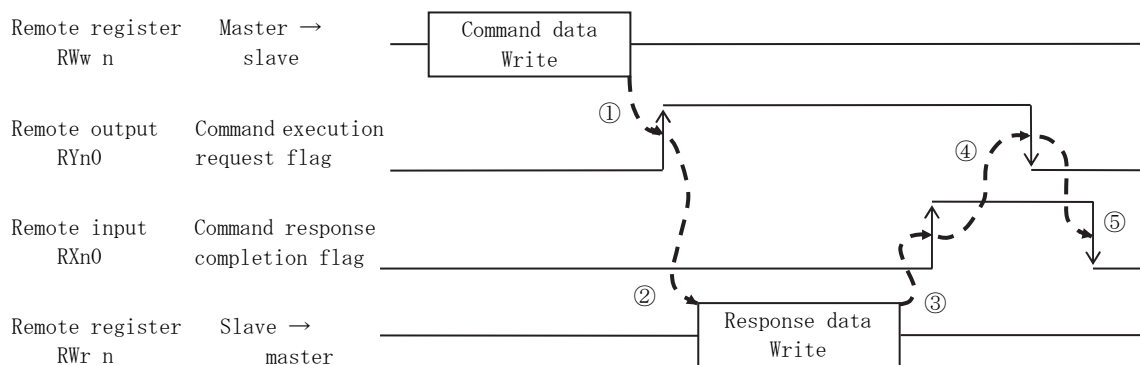 Remote register Master →
RWw n slave
Command data
Write
①
Remote output Command execution
RYn0 request flag
④
Remote input Command response
RXn0 completion flag
⑤
②
③
Remote register Slave →
RWr n master
Response data
Write